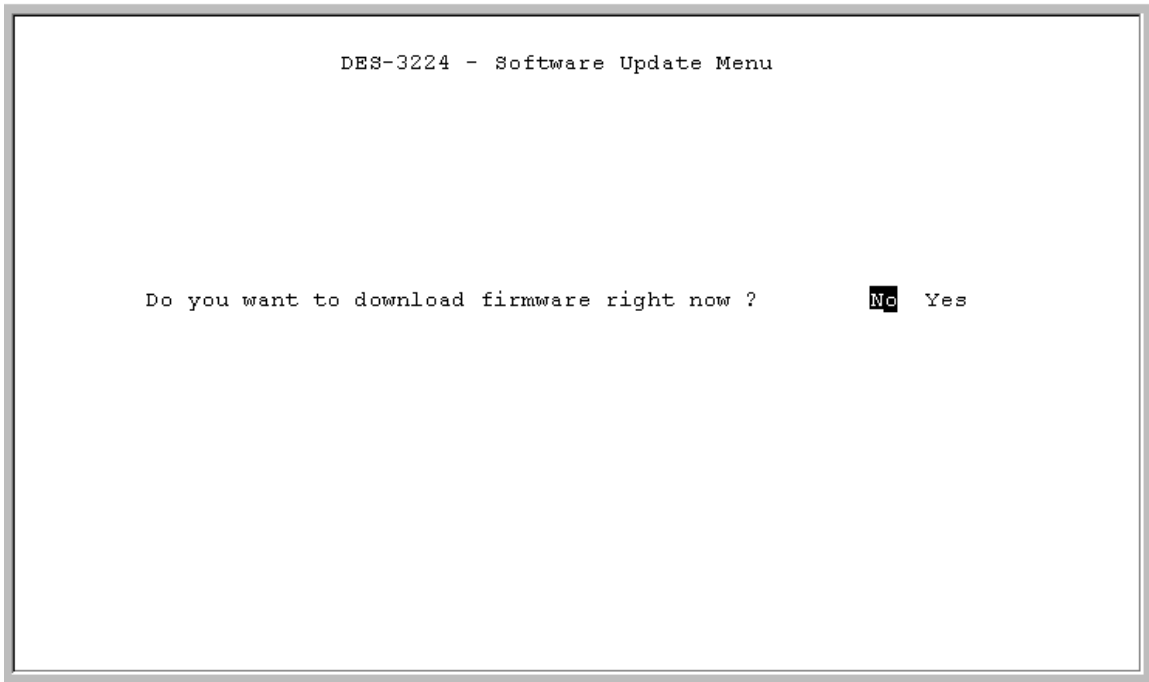 DES-3224 - Software Update Menu
Do you want to download firmware right now ? No Yes